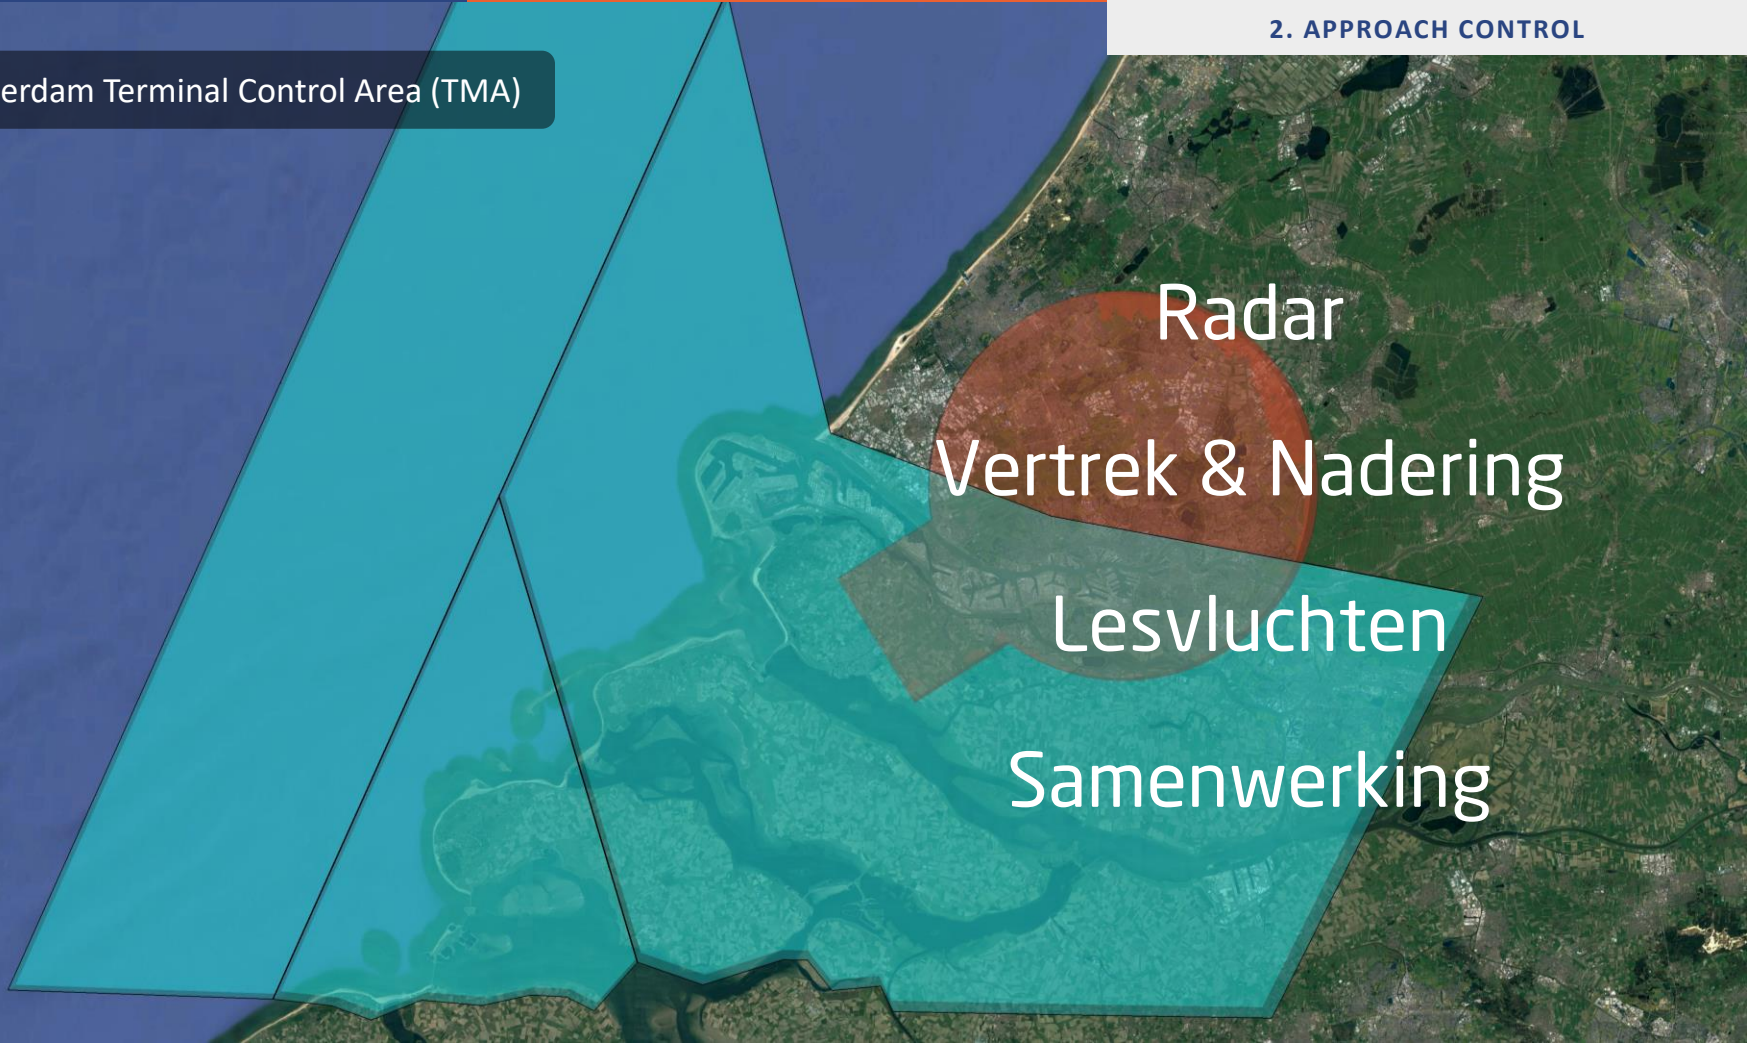 2. APPROACH CONTROL
erdam Terminal Control Area (TMA)
Radar
Vertrek & Nadering
Lesvluchten
Samenwerking